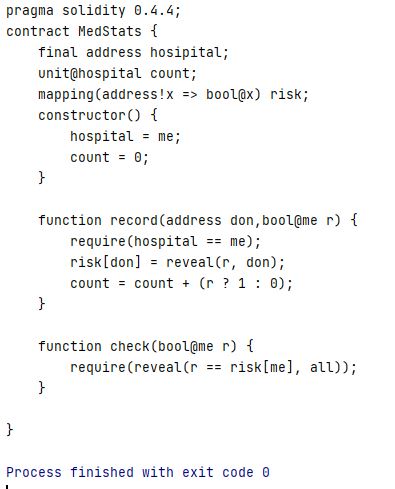 pragma solidity 0.4.4;
contract MedStats {
    final address hosipital;
    unit@hospital count;
    mapping(address!x => bool@x) risk;
    constructor() {
        hospital = me;
        count = 0;
    }

    function record(address don,bool@me r) {
        require(hospital == me);
        risk[don] = reveal(r, don);
        count = count + (r ? 1 : 0);
    }

    function check(bool@me r) {
        require(reveal(r == risk[me], all));
    }

}

Process finished with exit code 0